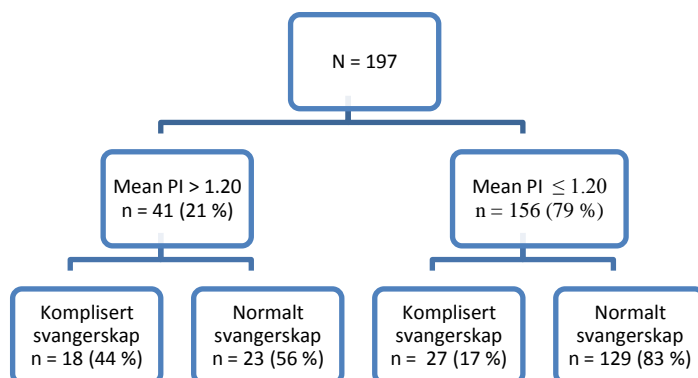 N = 197
Mean PI > 1.20
n = 41 (21 %)
Mean PI ≤ 1.20
n = 156 (79 %)
Komplisert
svangerskap
n = 18 (44 %)
Normalt
svangerskap
n = 23 (56 %)
Komplisert
svangerskap
n = 27 (17 %)
Normalt
svangerskap
n = 129 (83 %)